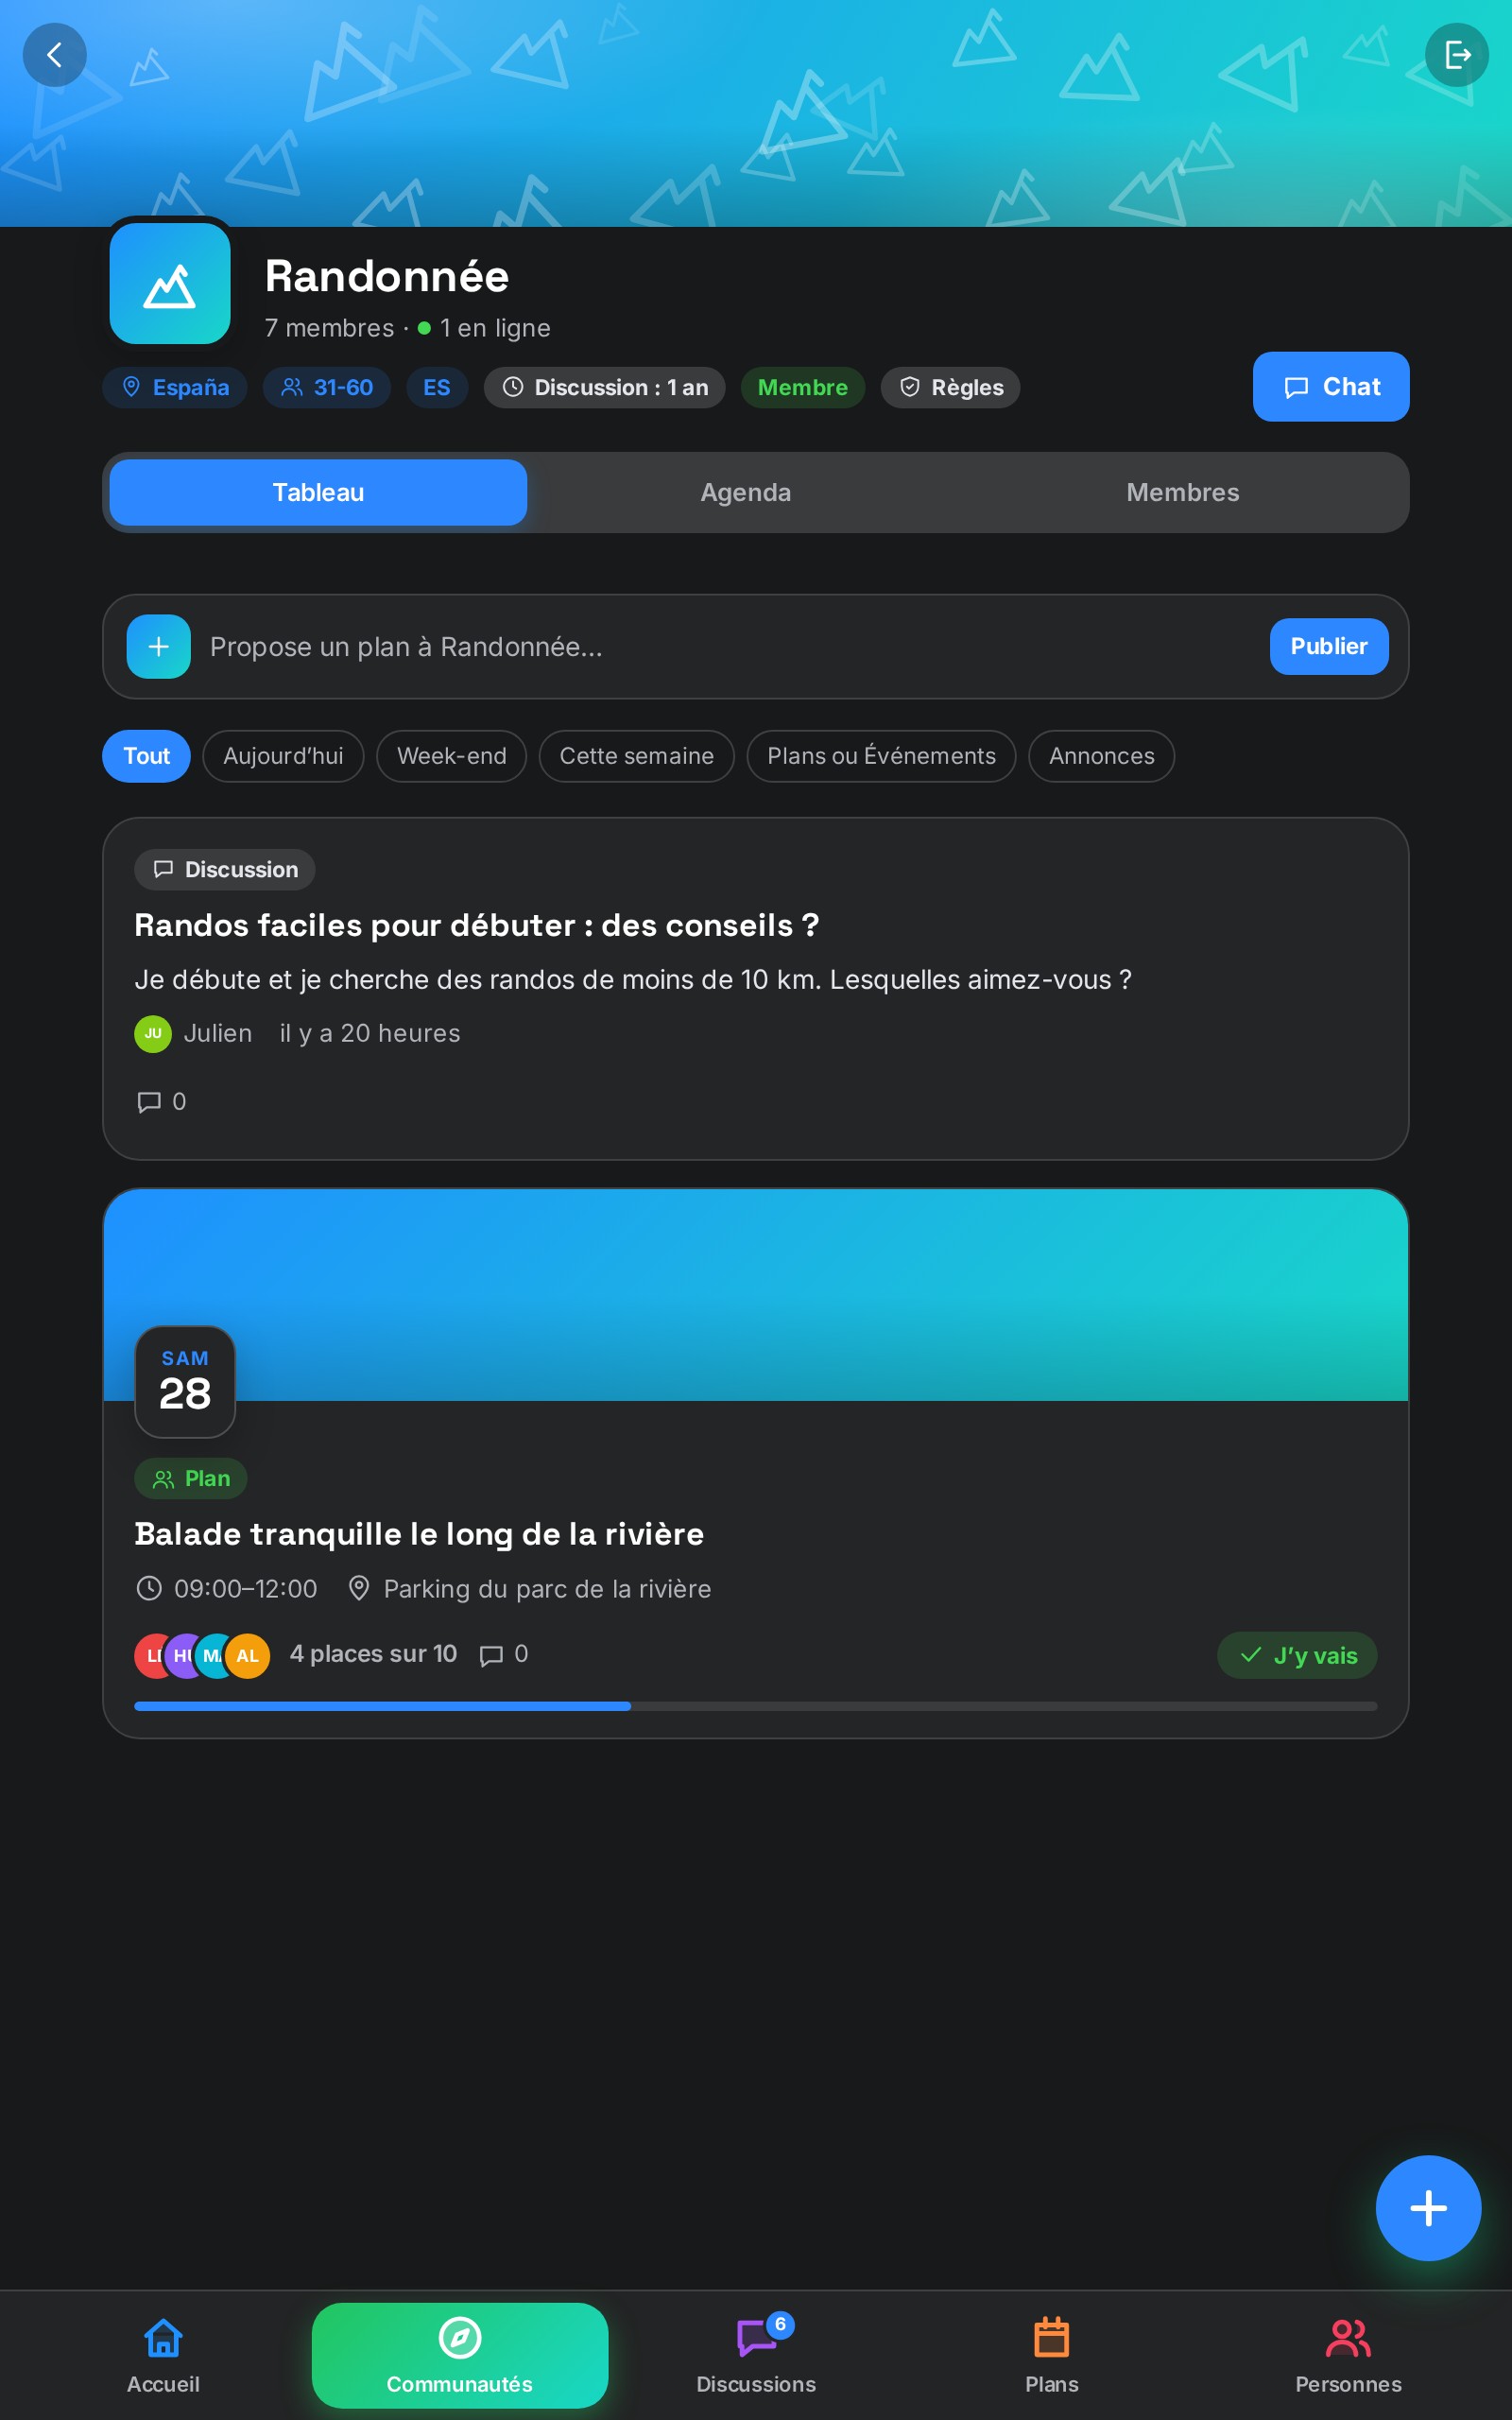 Randonnée
7 membres · 1 en ligne
España 31-60 ES Discussion : 1 an Membre Règles Chat
Tableau Agenda Membres
Propose un plan à Randonnée... Publier
Tout Aujourd’hui Week-end Cette semaine Plans ou Événements Annonces
Discussion
Randos faciles pour débuter : des conseils ?
Je débute et je cherche des randos de moins de 10 km. Lesquelles aimez-vous ?
JU Julien il y a 20 heures
0
SAM
28
Plan
Balade tranquille le long de la rivière
09:00–12:00 Parking du parc de la rivière
AL 4 places sur 10 0 J’y vais
6
Accueil Communautés Discussions Plans Personnes